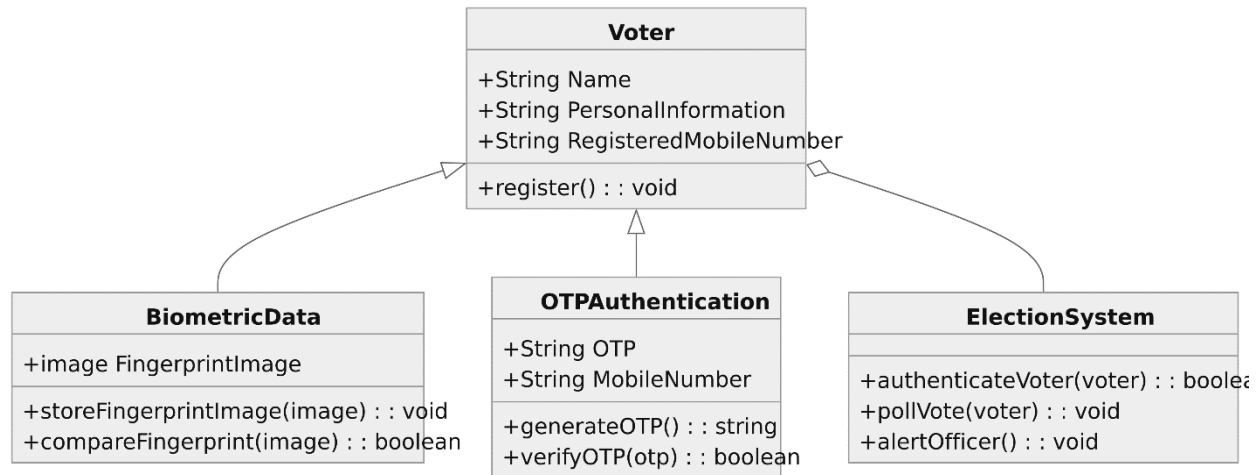 Voter
+String Name
+String PersonalInformation
+String RegisteredMobileNumber
+register() : : void
BiometricData
+image FingerprintImage
+storeFingerprintImage(image) : : void
+compareFingerprint(image) : : boolean
OTPAuthentication
+String OTP
+String MobileNumber
+generateOTP() : : string
+verifyOTP(otp) : : boolean
ElectionSystem
+authenticateVoter(voter) : : boolea
+pollVote(voter) : : void
+alertOfficer() : : void